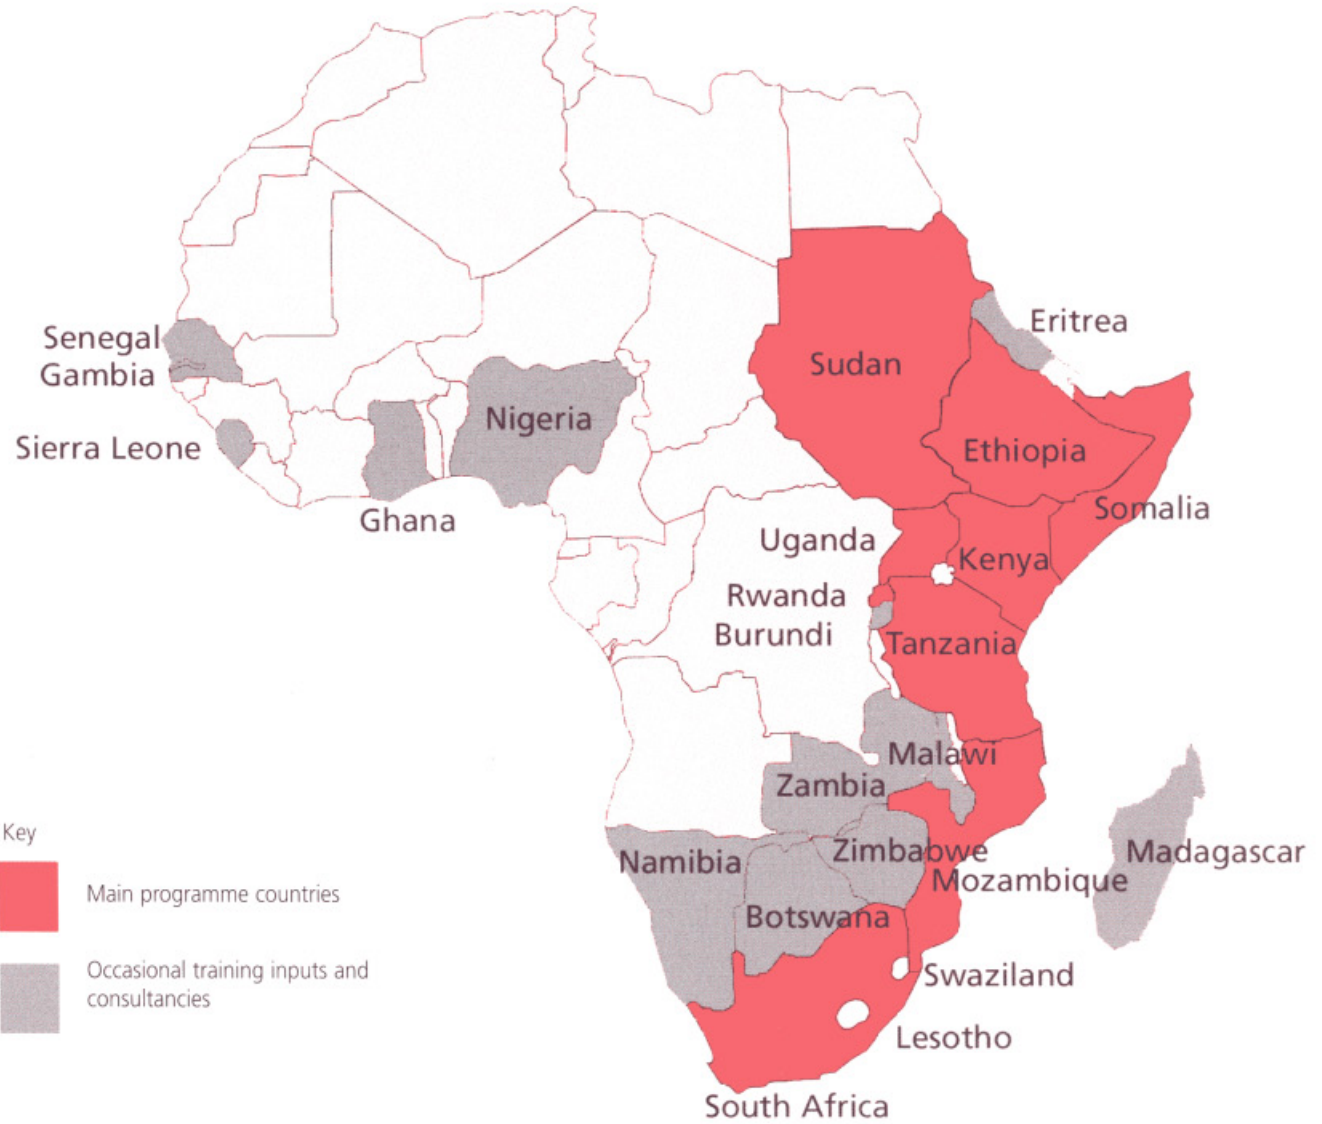 Senegal
Gambia
Sierra Leone
Ghana
Nigeria
Sudan
Eritrea
Ethiopia
Somalia
Uganda
Kenya
Rwanda
Burundi
Tanzania
Malawi
Zambia
Namibia
Zimbabwe
Mozambique
Madagascar
Botswana
Swaziland
Lesotho
South Africa
Key
Main programme countries
Occasional training inputs and
consultancies